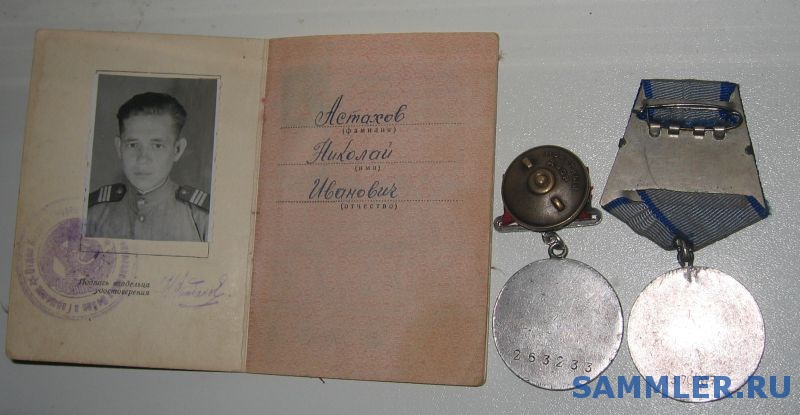 Астахов
(фамилия)
Николай
(имя)
Иванович
(отчество)
Подпись владельца
удостоверения
263233
SAMMLER.RU